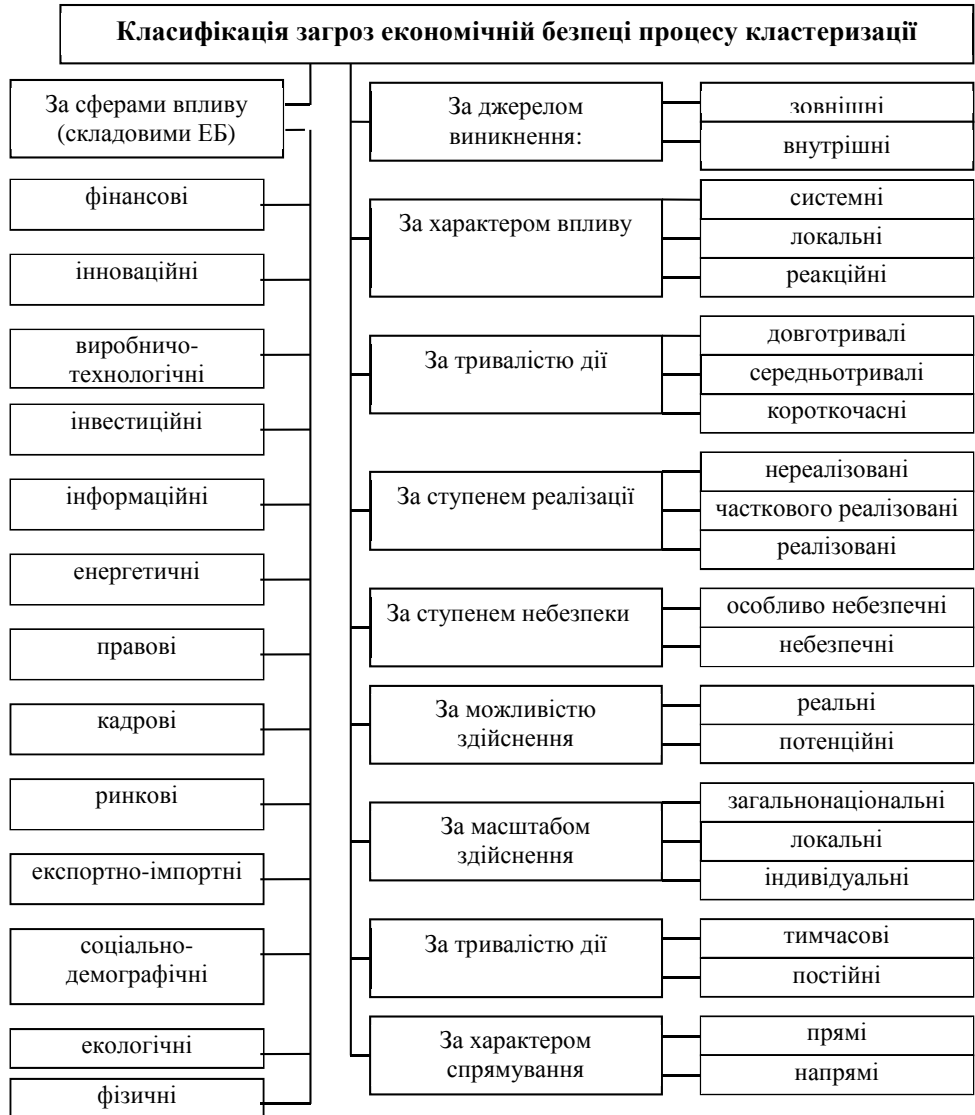 Класифікація загроз економічній безпеці процесу кластеризації
За сферами впливу
(складовими ЕБ)
фінансові
інноваційні
виробничо-
технологічні
інвестиційні
інформаційні
енергетичні
правові
кадрові
ринкові
експортно-імпортні
соціально-
демографічні
екологічні
фізичні
За джерелом
виникнення:
зовнішні
внутрішні
За характером впливу
системні
локальні
реакційні
За тривалістю дії
довготривалі
середньотривалі
короткочасні
За ступенем реалізації
нереалізовані
часткового реалізовані
реалізовані
За ступенем небезпеки
особливо небезпечні
небезпечні
За можливістю
здійснення
реальні
потенційні
За масштабом
здійснення
загальнонаціональні
локальні
індивідуальні
За тривалістю дії
тимчасові
постійні
За характером
спрямування
прямі
напрямі